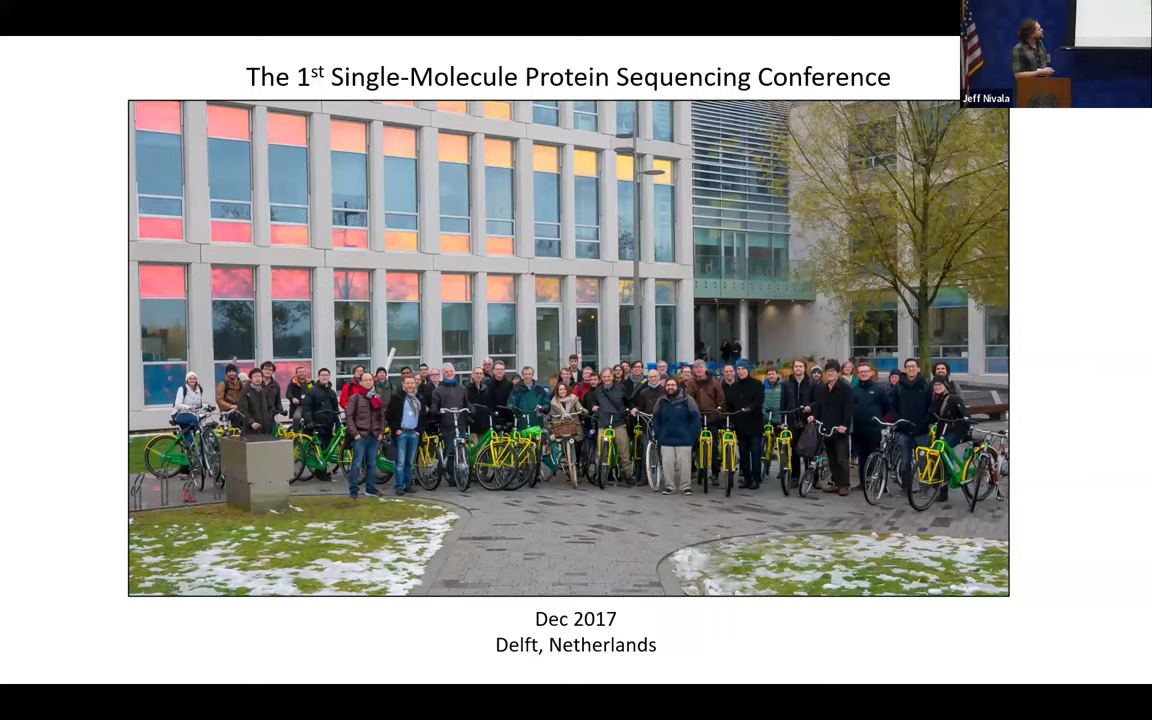 The 1st Single-Molecule Protein Sequencing Conference
Jeff Nivala
Dec 2017
Delft, Netherlands